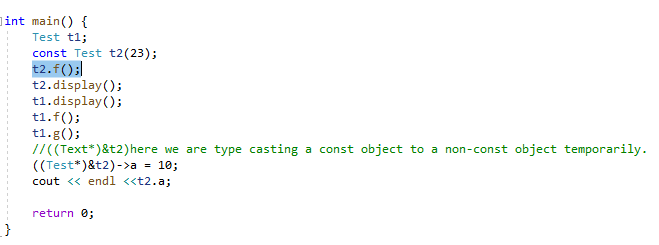 int main() {
Test t1;
const Test t2(23);
t2.f();
t2.display();
t1.display();
t1.f();
t1.g();
//((Text*)&t2)here we are type casting a const object to a non-const object temporarily.
((Test*)&t2)->a = 10;
cout << endl <<t2.a;
return 0;
}